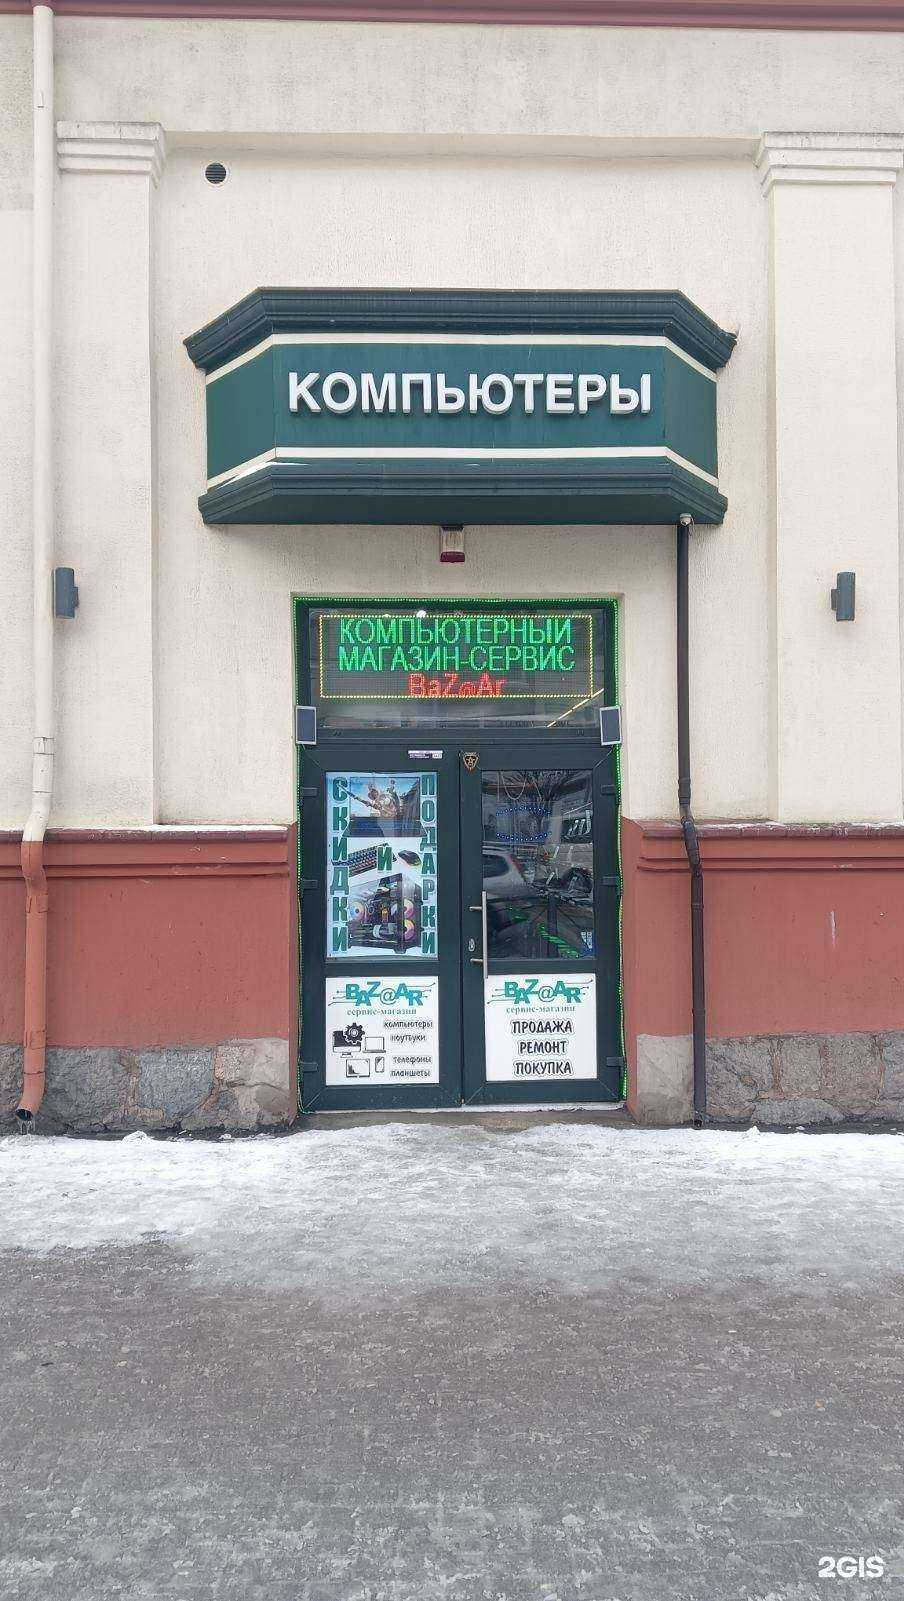 КОМПЬЮТЕРЫ
КОМПЬЮТЕРНЫЙ
МАГАЗИН-СЕРВИС
BaZ@Ar
СКИДКИ
И
ПОДАРКИ
BAZ@AR
сервис-магазин
компьютеры
ноутбуки
телефоны
планшеты
BAZ@AR
сервис-магазин
ПРОДАЖА
РЕМОНТ
ПОКУПКА
2GIS